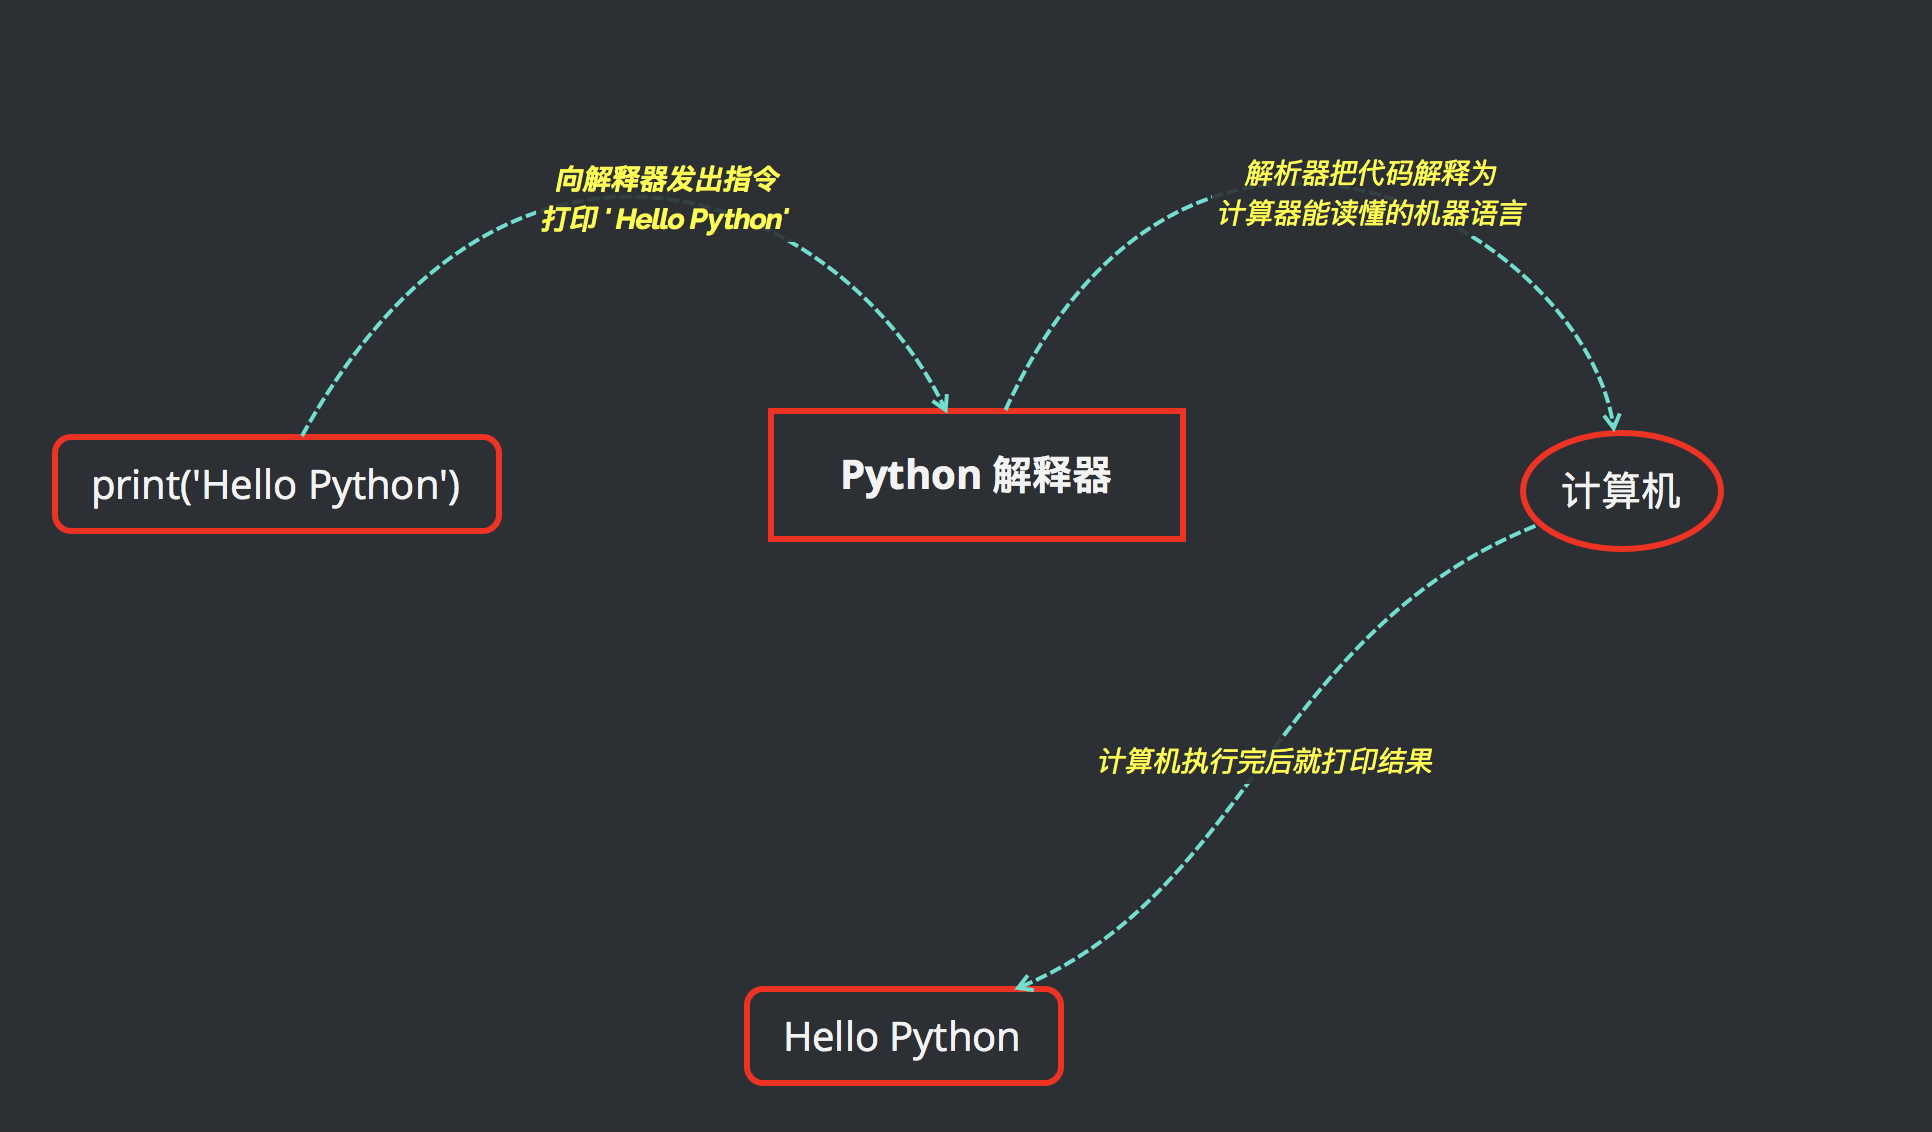 向解释器发出指令
打印 ' Hello Python'
解析器把代码解释为
计算器能读懂的机器语言
print('Hello Python')
Python 解释器
计算机
计算机执行完后就打印结果
Hello Python